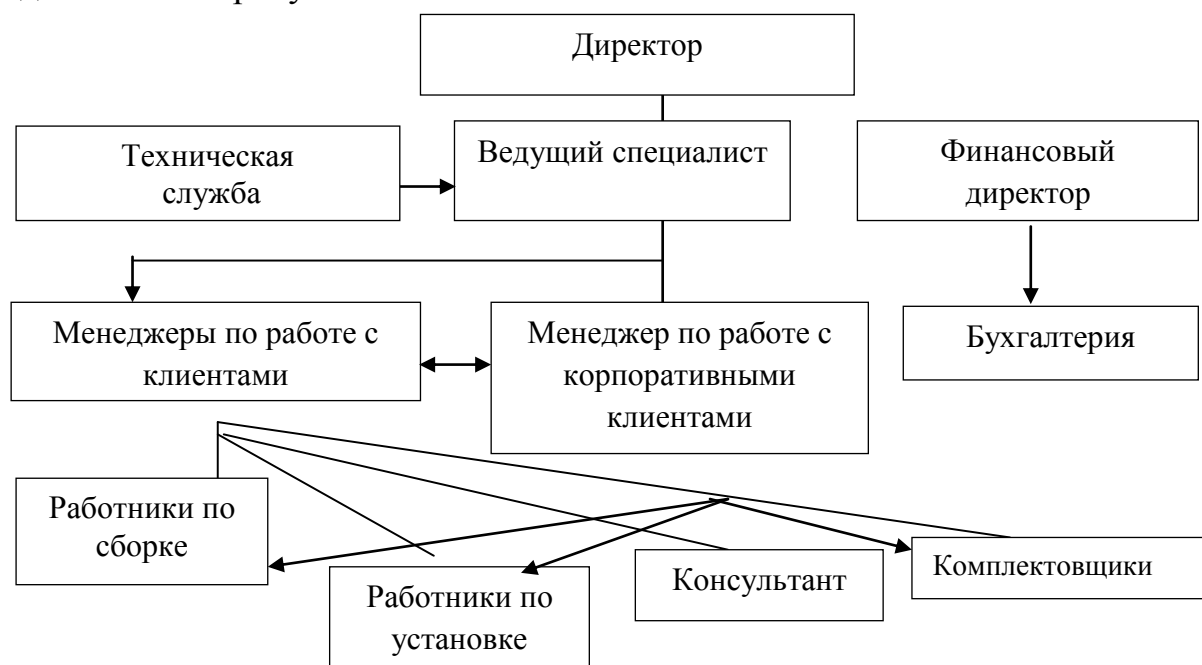 Директор
Техническая
служба
Ведущий специалист
Финансовый
директор
Менеджеры по работе с
клиентами
Менеджер по работе с
корпоративными
клиентами
Бухгалтерия
Работники по
сборке
Работники по
установке
Консультант
Комплектовщики